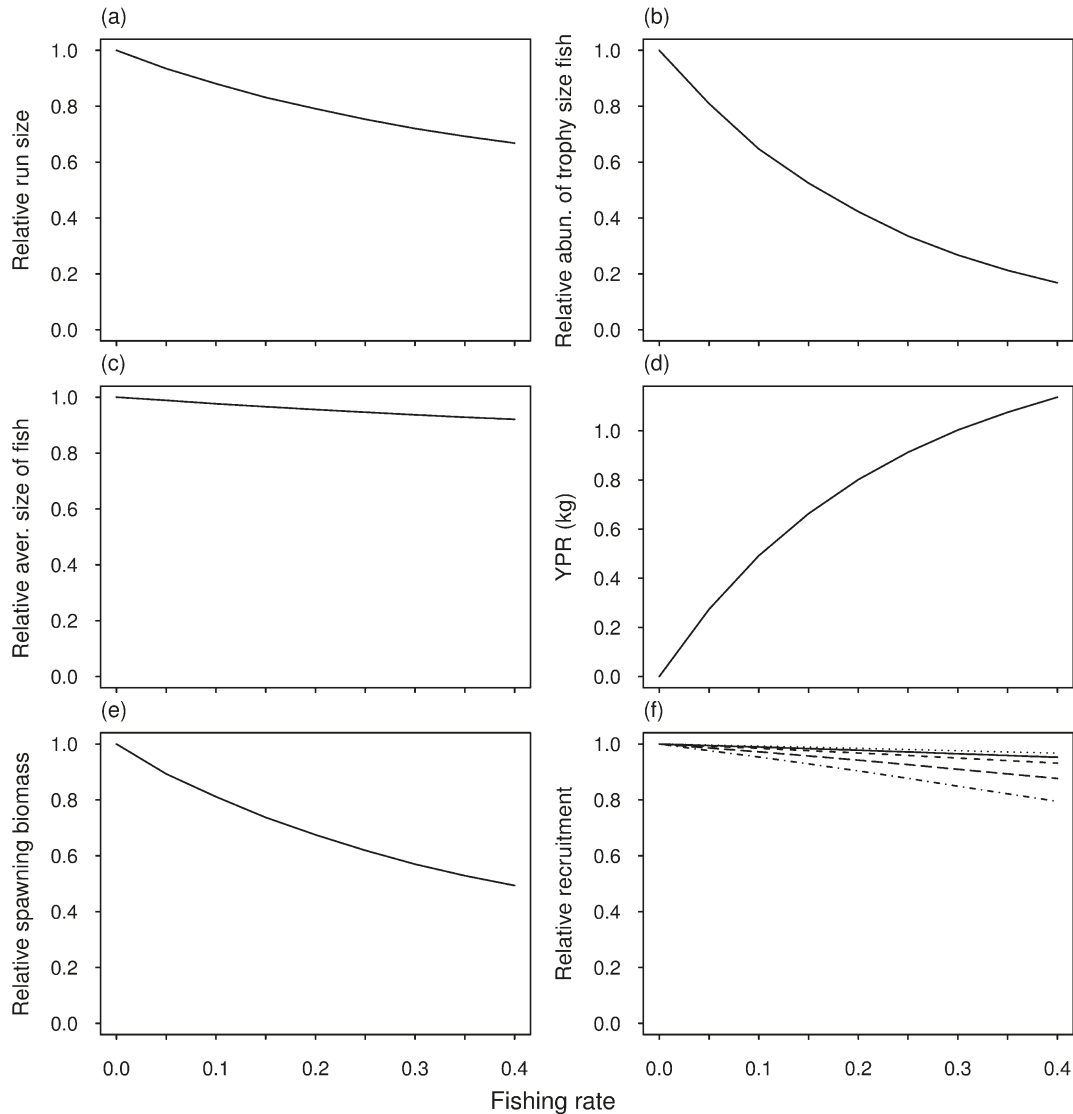 (a)
1.0
0.8
0.6
0.4
0.2
0.0
Relative run size
(b)
1.0
0.8
0.6
0.4
0.2
0.0
Relative abun. of trophy size fish
(c)
1.0
0.8
0.6
0.4
0.2
0.0
Relative aver. size of fish
(d)
1.0
0.8
0.6
0.4
0.2
0.0
YPR (kg)
(e)
1.0
0.8
0.6
0.4
0.2
0.0
Relative spawning biomass
0.0 0.1 0.2 0.3 0.4
(f)
1.0
0.8
0.6
0.4
0.2
0.0
Relative recruitment
0.0 0.1 0.2 0.3 0.4
Fishing rate